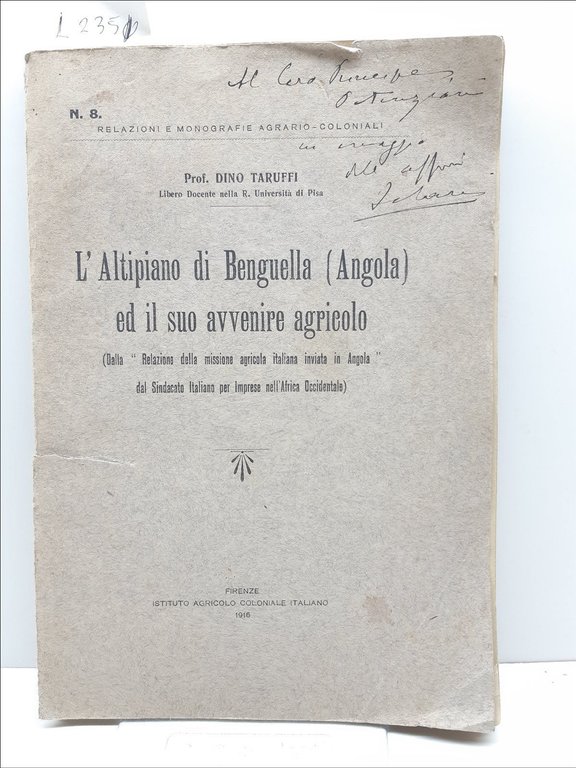 L 235
Al Caro Principe
N. 8.
RELAZIONI E MONOGRAFIE AGRARIO-COLONIALI
in omaggio
Prof. DINO TARUFFI
Libero Docente nella R. Università di Pisa
L'Altipiano di Benguella (Angola)
ed il suo avvenire agricolo
(Dalla " Relazione della missione agricola italiana inviata in Angola "
dal Sindacato Italiano per Imprese nell'Africa Occidentale)
FIRENZE
ISTITUTO AGRICOLO COLONIALE ITALIANO
1916